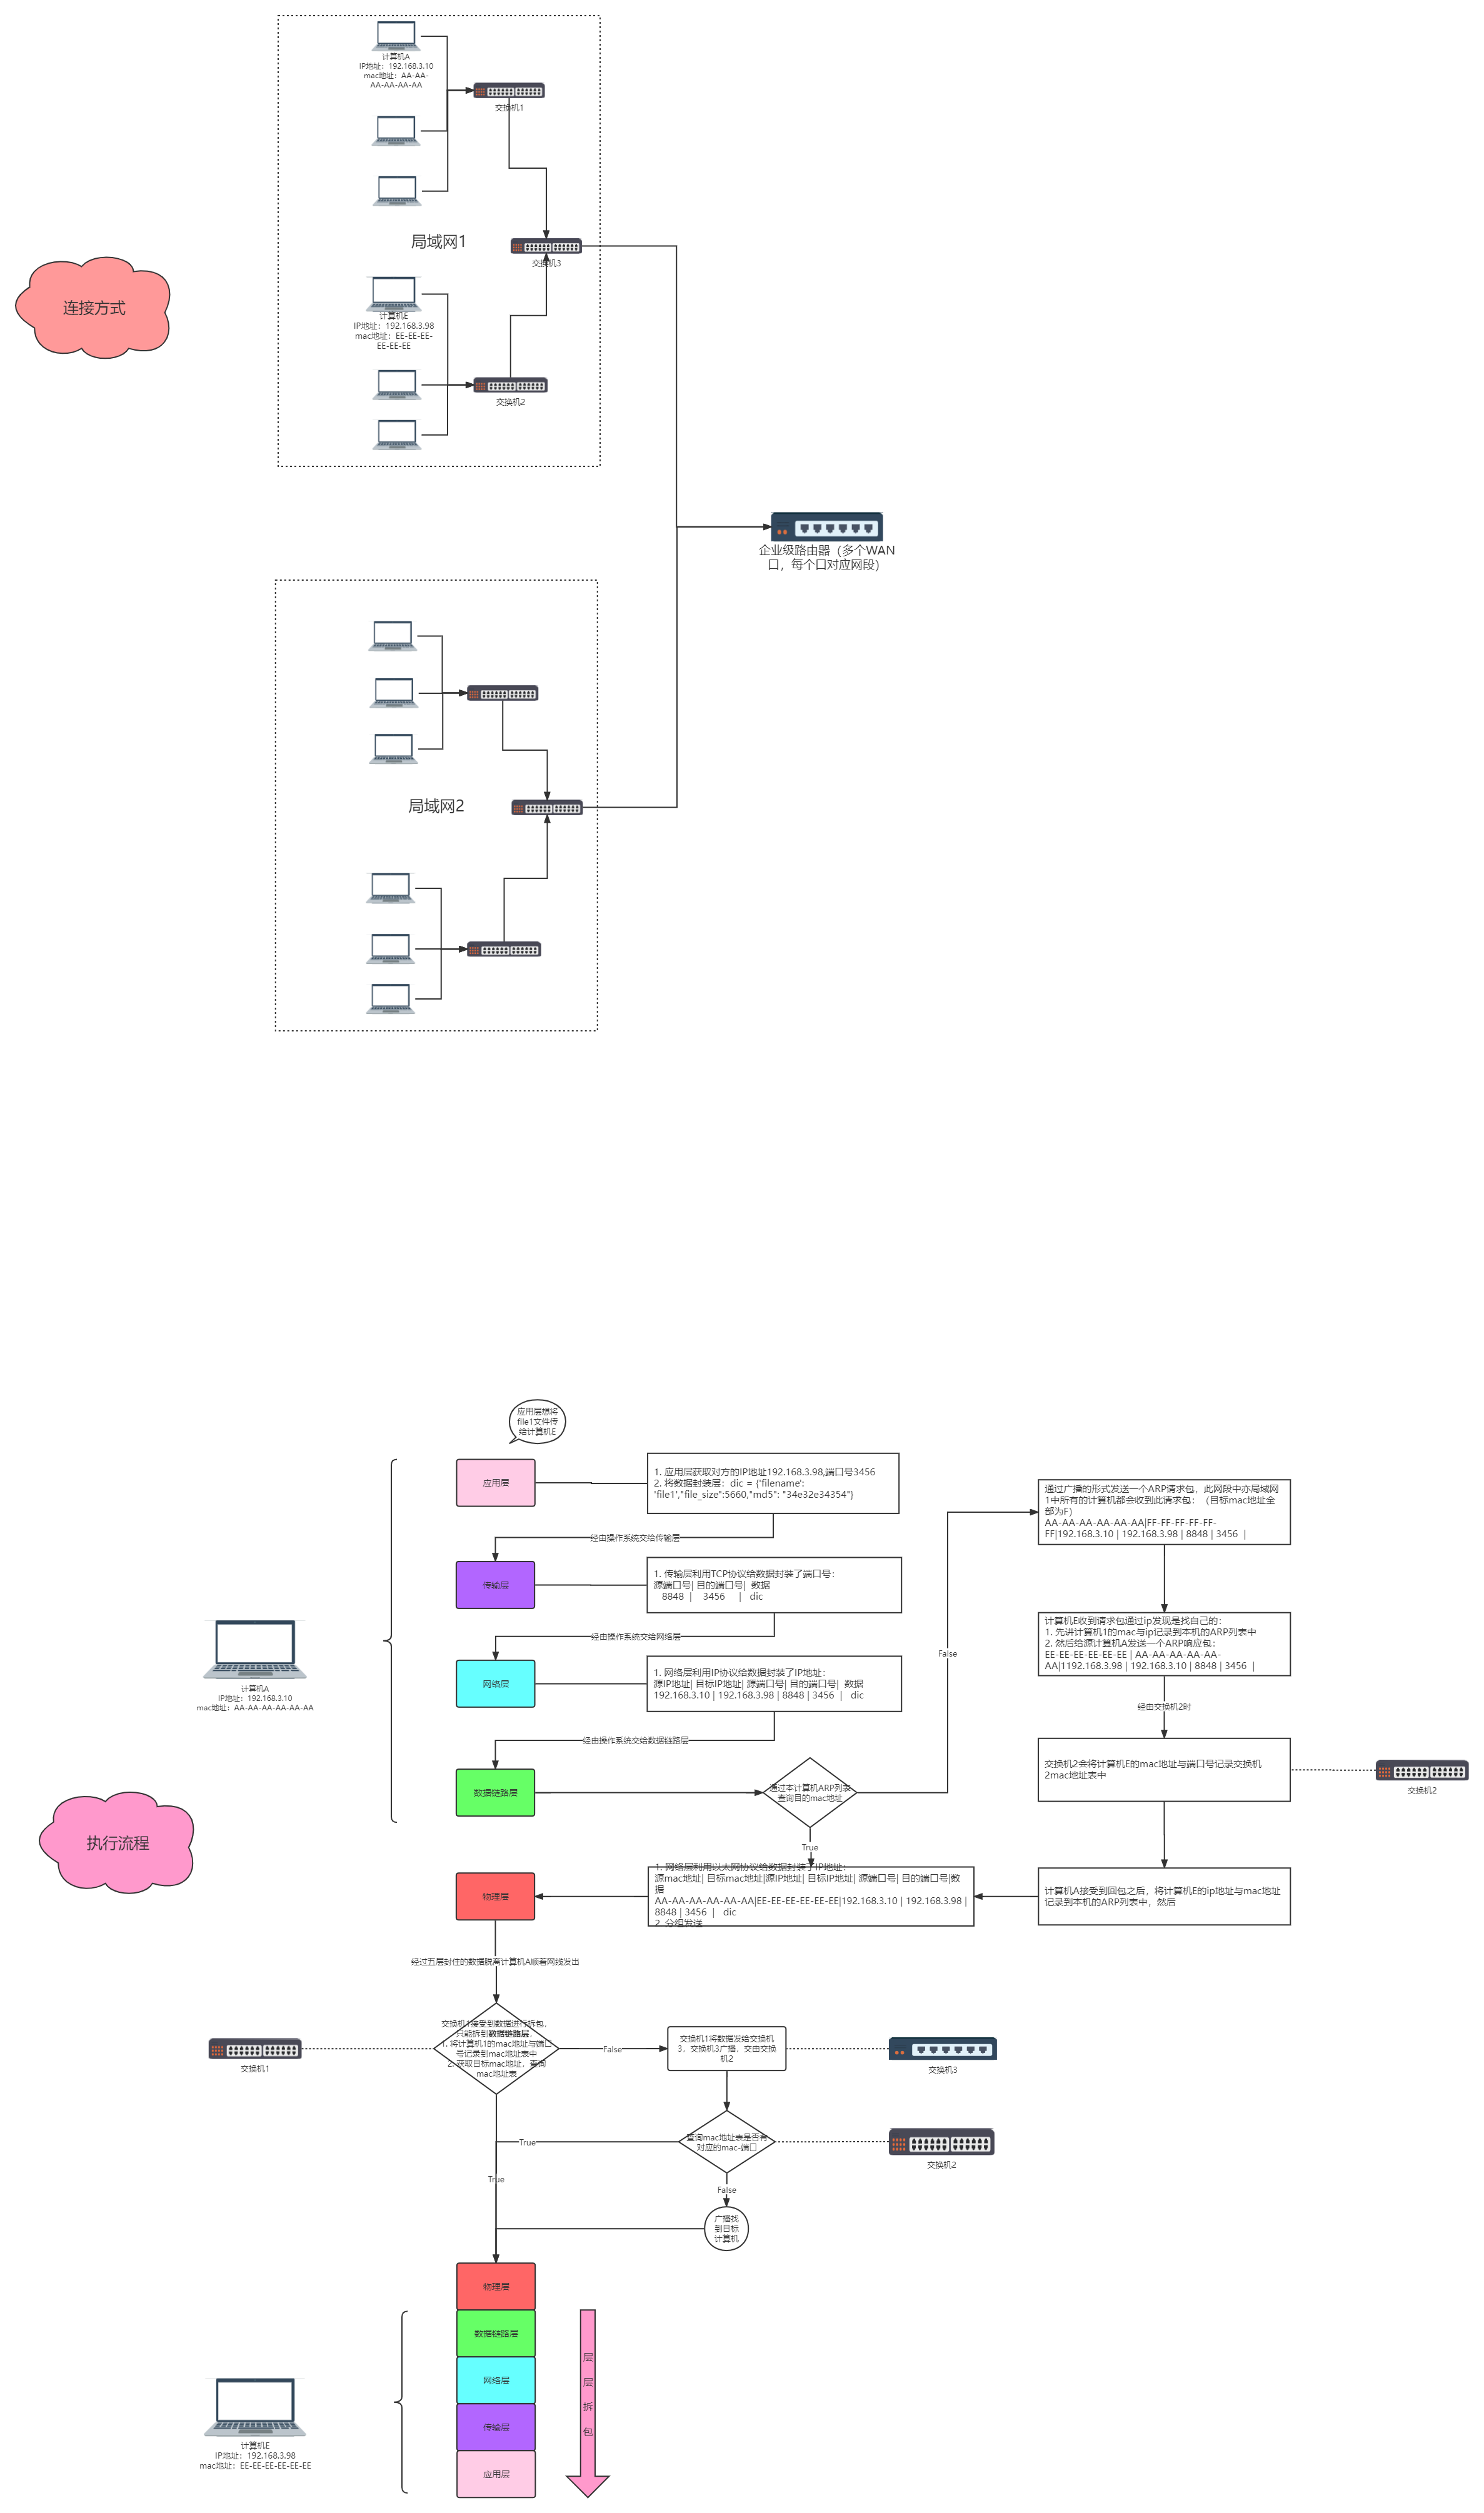 计算机A
IP地址：192.168.3.10
mac地址：AA-AA-
AA-AA-AA-AA
交换机1
局域网1
交换机3
连接方式
计算机E
IP地址：192.168.3.98
mac地址：EE-EE-EE-
EE-EE-EE
交换机2
企业级路由器（多个WAN
口，每个口对应网段）
局域网2
应用层想将
file1文件传
给计算机E
应用层
1. 应用层获取对方的IP地址192.168.3.98,端口号3456
2. 将数据封装层：dic = {'filename':
'file1',"file_size":5660,"md5": "34e32e34354"}
经由操作系统交给传输层
传输层
1. 传输层利用TCP协议给数据封装了端口号：
源端口号| 目的端口号| 数据
8848 | 3456 | dic
经由操作系统交给网络层
网络层
1. 网络层利用IP协议给数据封装了IP地址：
源IP地址| 目标IP地址| 源端口号| 目的端口号| 数据
192.168.3.10 | 192.168.3.98 | 8848 | 3456 | dic
经由操作系统交给数据链路层
数据链路层
通过本计算机ARP列表
查询目的mac地址
False
True
通过广播的形式发送一个ARP请求包，此网段中亦局域网
1中所有的计算机都会收到此请求包：（目标mac地址全
部为F）
AA-AA-AA-AA-AA-AA|FF-FF-FF-FF-FF-
FF|192.168.3.10 | 192.168.3.98 | 8848 | 3456 |
计算机E收到请求包通过ip发现是找自己的：
1. 先讲计算机1的mac与ip记录到本机的ARP列表中
2. 然后给源计算机A发送一个ARP响应包：
EE-EE-EE-EE-EE-EE | AA-AA-AA-AA-AA-
AA|1192.168.3.98 | 192.168.3.10 | 8848 | 3456 |
经由交换机2时
交换机2会将计算机E的mac地址与端口号记录交换机
2mac地址表中
交换机2
计算机A接受到回包之后，将计算机E的ip地址与mac地址
记录到本机的ARP列表中，然后
计算机A
IP地址：192.168.3.10
mac地址：AA-AA-AA-AA-AA-AA
执行流程
物理层
1. 网络层利用以太网协议给数据封装了IP地址：
源mac地址| 目标mac地址|源IP地址| 目标IP地址| 源端口号| 目的端口号|数
据
AA-AA-AA-AA-AA-AA|EE-EE-EE-EE-EE-EE|192.168.3.10 | 192.168.3.98 |
8848 | 3456 | dic
2. 分组发送
经过五层封住的数据脱离计算机A顺着网线发出
交换机1
交换机1接受到数据进行拆包，
只能拆到数据链路层，
1. 将计算机1的mac地址与端口
号记录到mac地址表中
2. 获取目标mac地址，查询
mac地址表
False
交换机1将数据发给交换机
3，交换机3广播，交由交换
机2
交换机3
查询mac地址表是否有
对应的mac-端口
交换机2
True
True
False
广播找
到目标
计算机
物理层
数据链路层
网络层
传输层
应用层
层
层
拆
包
计算机E
IP地址：192.168.3.98
mac地址：EE-EE-EE-EE-EE-EE